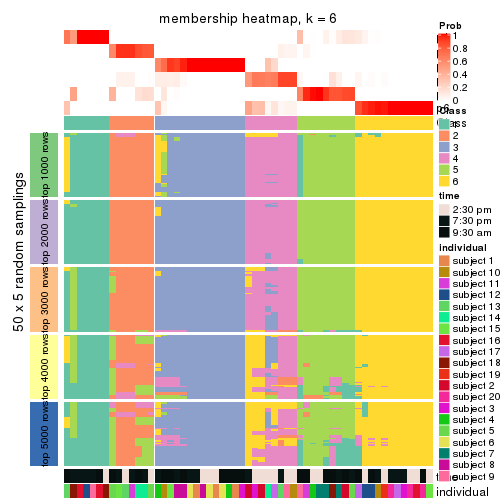 membership heatmap, k = 6
50 x 5 random samplings
top 1000 rows
top 2000 rows
top 3000 rows
top 4000 rows
top 5000 rows
Prob
1
0.8
0.6
0.4
0.2
0
Class
1
2
3
4
5
6
time
2:30 pm
7:30 pm
9:30 am
individual
subject 1
subject 10
subject 11
subject 12
subject 13
subject 14
subject 15
subject 16
subject 17
subject 18
subject 19
subject 2
subject 20
subject 3
subject 4
subject 5
subject 6
subject 7
subject 8
subject 9
individual